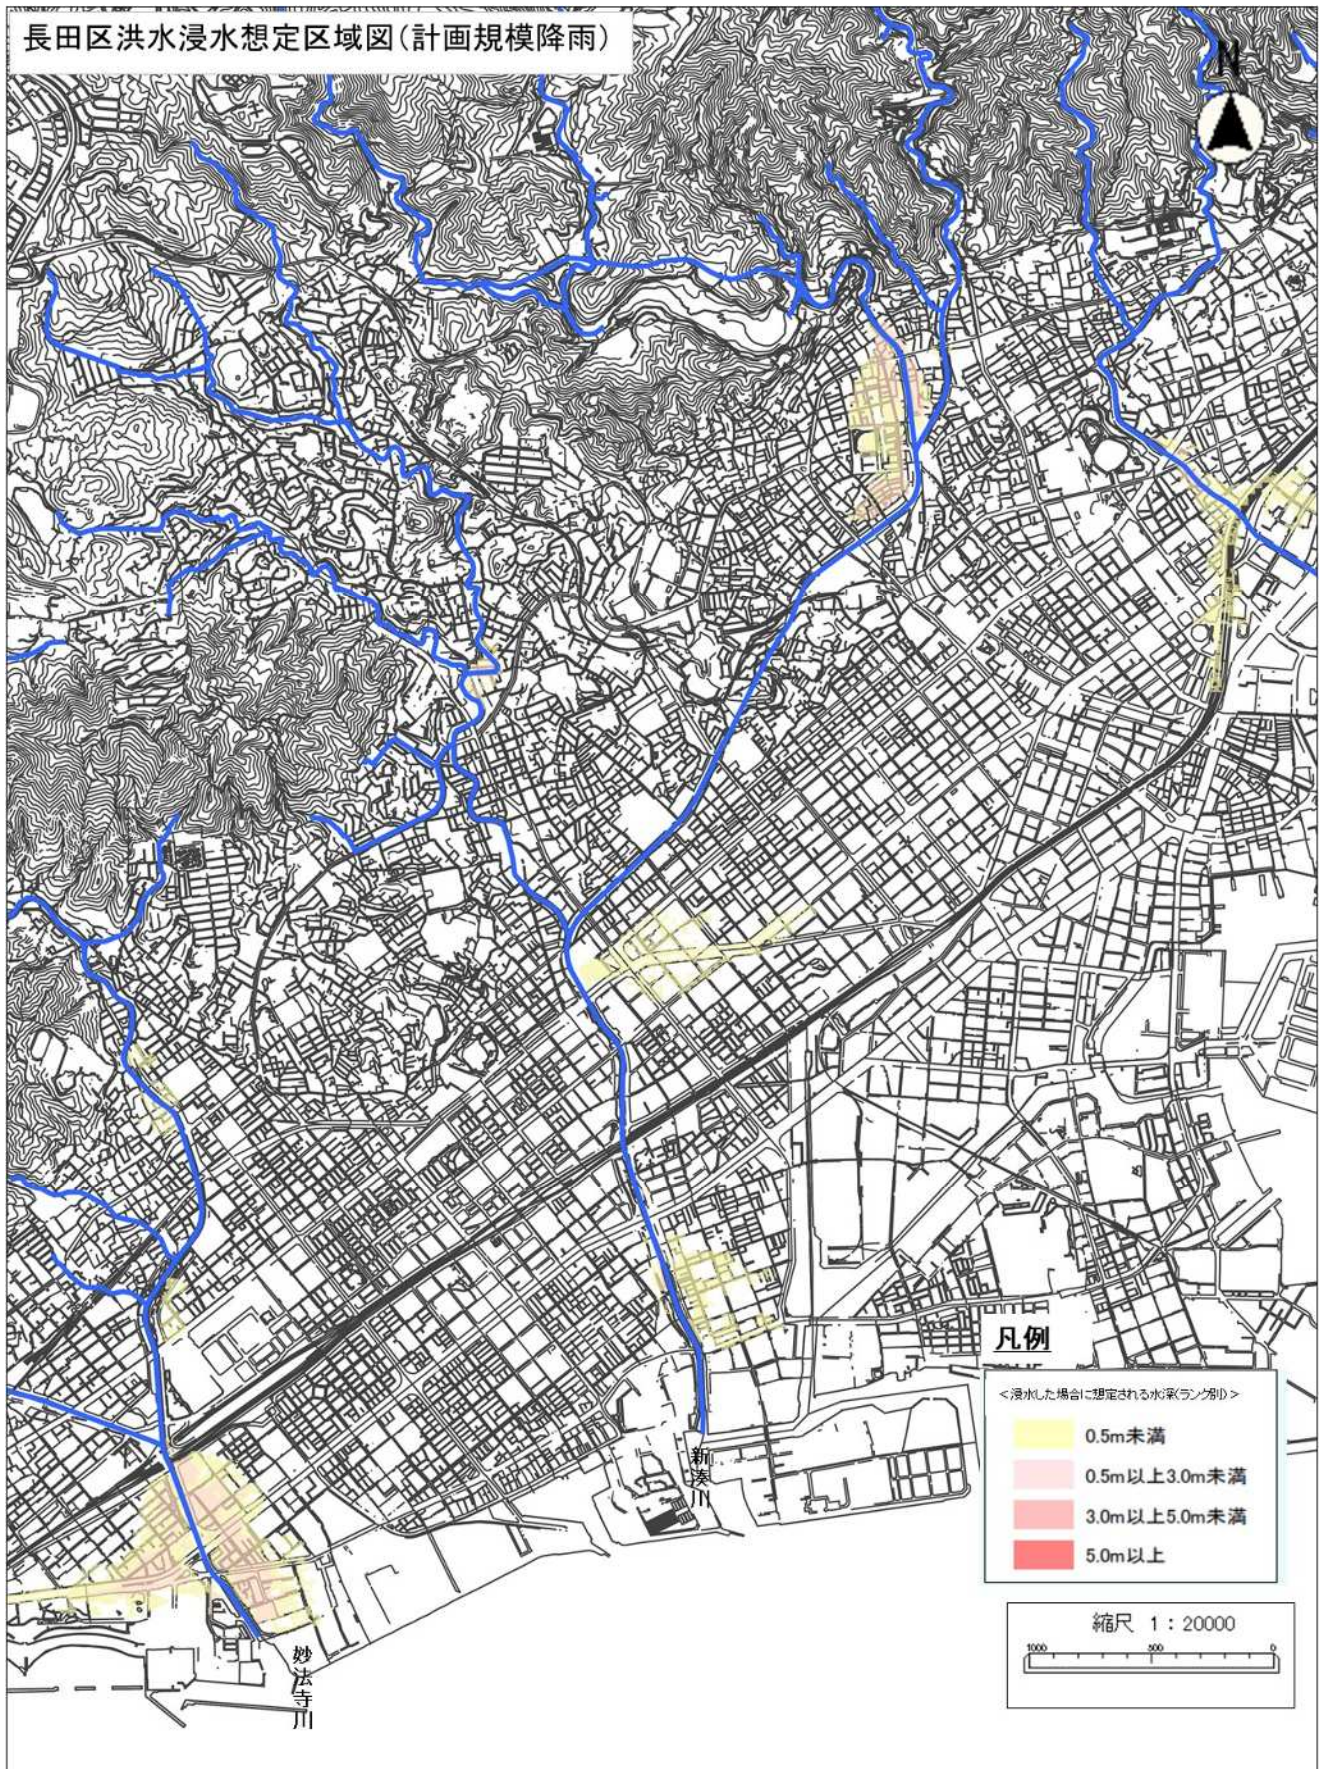 長田区洪水浸水想定区域図(計画規模降雨)
N
新湊川
妙法寺川
凡例
<浸水した場合に想定される水深(ランク別)>
0.5m未満
0.5m以上3.0m未満
3.0m以上5.0m未満
5.0m以上
縮尺 1:20000
1000 500 0